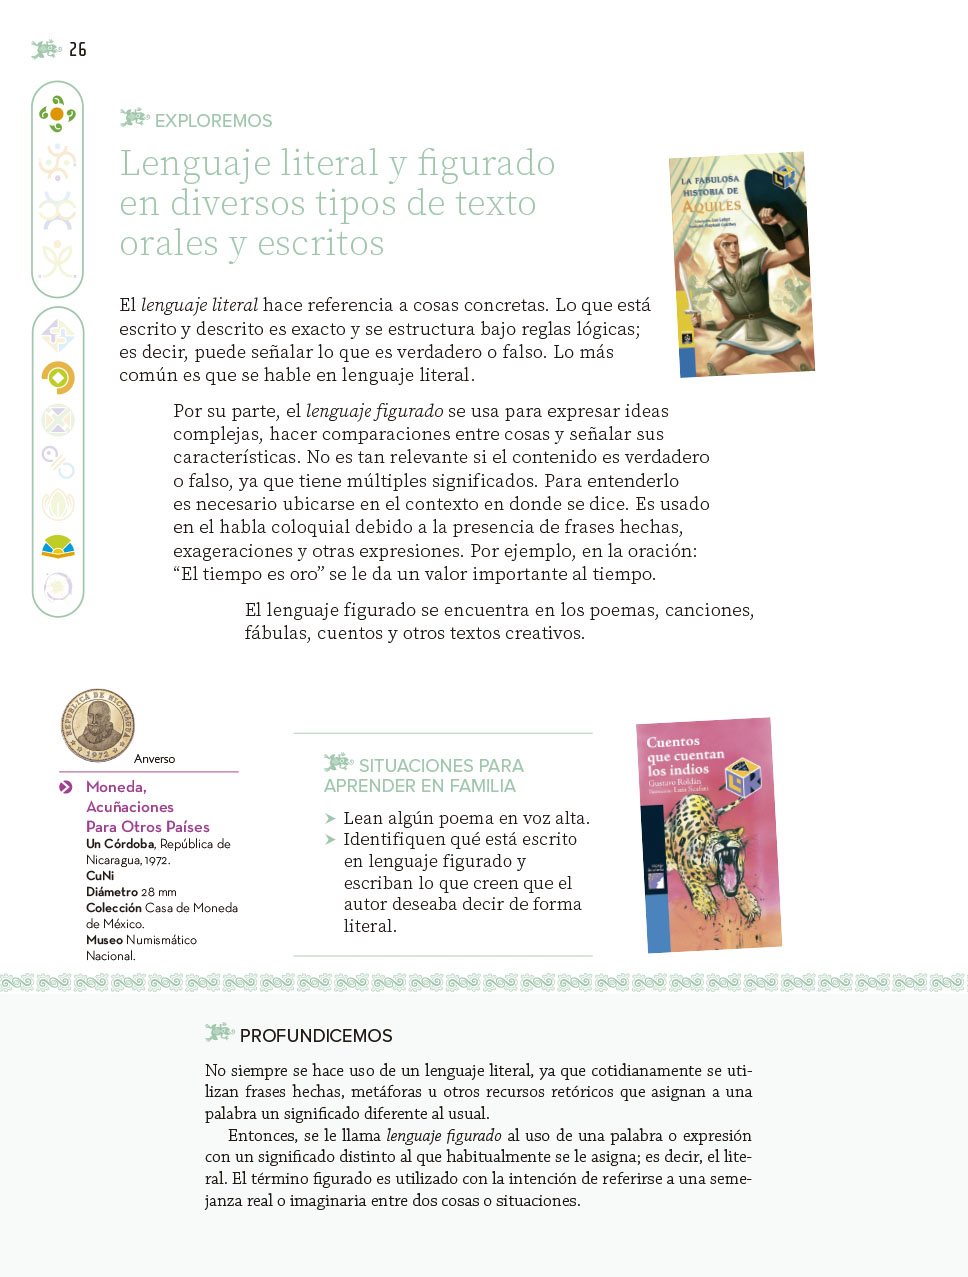 26
EXPLOREMOS
Lenguaje literal y figurado
en diversos tipos de texto
orales y escritos
LA FABULOSA
HISTORIA DE
AQUILES
El lenguaje literal hace referencia a cosas concretas. Lo que está
escrito y descrito es exacto y se estructura bajo reglas lógicas;
es decir, puede señalar lo que es verdadero o falso. Lo más
común es que se hable en lenguaje literal.
Por su parte, el lenguaje figurado se usa para expresar ideas
complejas, hacer comparaciones entre cosas y señalar sus
características. No es tan relevante si el contenido es verdadero
o falso, ya que tiene múltiples significados. Para entenderlo
es necesario ubicarse en el contexto en donde se dice. Es usado
en el habla coloquial debido a la presencia de frases hechas,
exageraciones y otras expresiones. Por ejemplo, en la oración:
“El tiempo es oro” se le da un valor importante al tiempo.
El lenguaje figurado se encuentra en los poemas, canciones,
fábulas, cuentos y otros textos creativos.
REPUBLICA DE NICARAGUA
1972
Anverso
Moneda,
Acuñaciones
Para Otros Países
Un Córdoba, República de
Nicaragua, 1972.
CuNi
Diámetro 28 mm
Colección Casa de Moneda
de México.
Museo Numismático
Nacional.
SITUACIONES PARA
APRENDER EN FAMILIA
Lean algún poema en voz alta.
Identifiquen qué está escrito
en lenguaje figurado y
escriban lo que creen que el
autor deseaba decir de forma
literal.
Cuentos
que cuentan
los indios
Gustavo Roldán
PROFUNDICEMOS
No siempre se hace uso de un lenguaje literal, ya que cotidianamente se uti-
lizan frases hechas, metáforas u otros recursos retóricos que asignan a una
palabra un significado diferente al usual.
Entonces, se le llama lenguaje figurado al uso de una palabra o expresión
con un significado distinto al que habitualmente se le asigna; es decir, el lite-
ral. El término figurado es utilizado con la intención de referirse a una seme-
janza real o imaginaria entre dos cosas o situaciones.